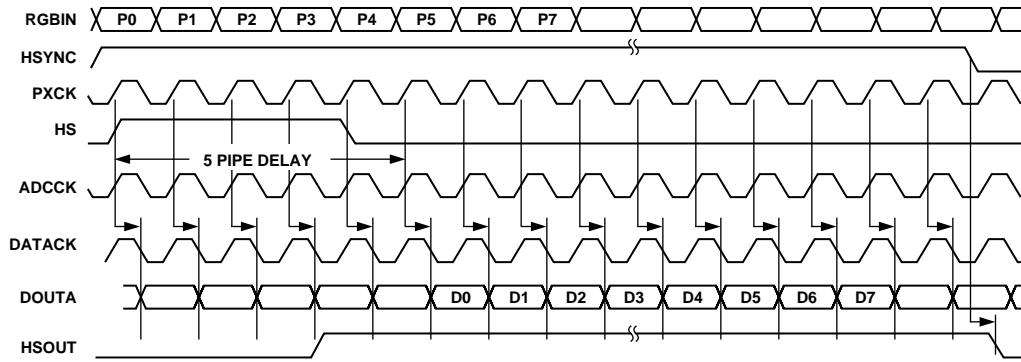 RGBIN P0 P1 P2 P3 P4 P5 P6 P7
HSYNC
PXCK
HS
5 PIPE DELAY
ADCCK
DATACK
DOUTA D0 D1 D2 D3 D4 D5 D6 D7
HSOUT